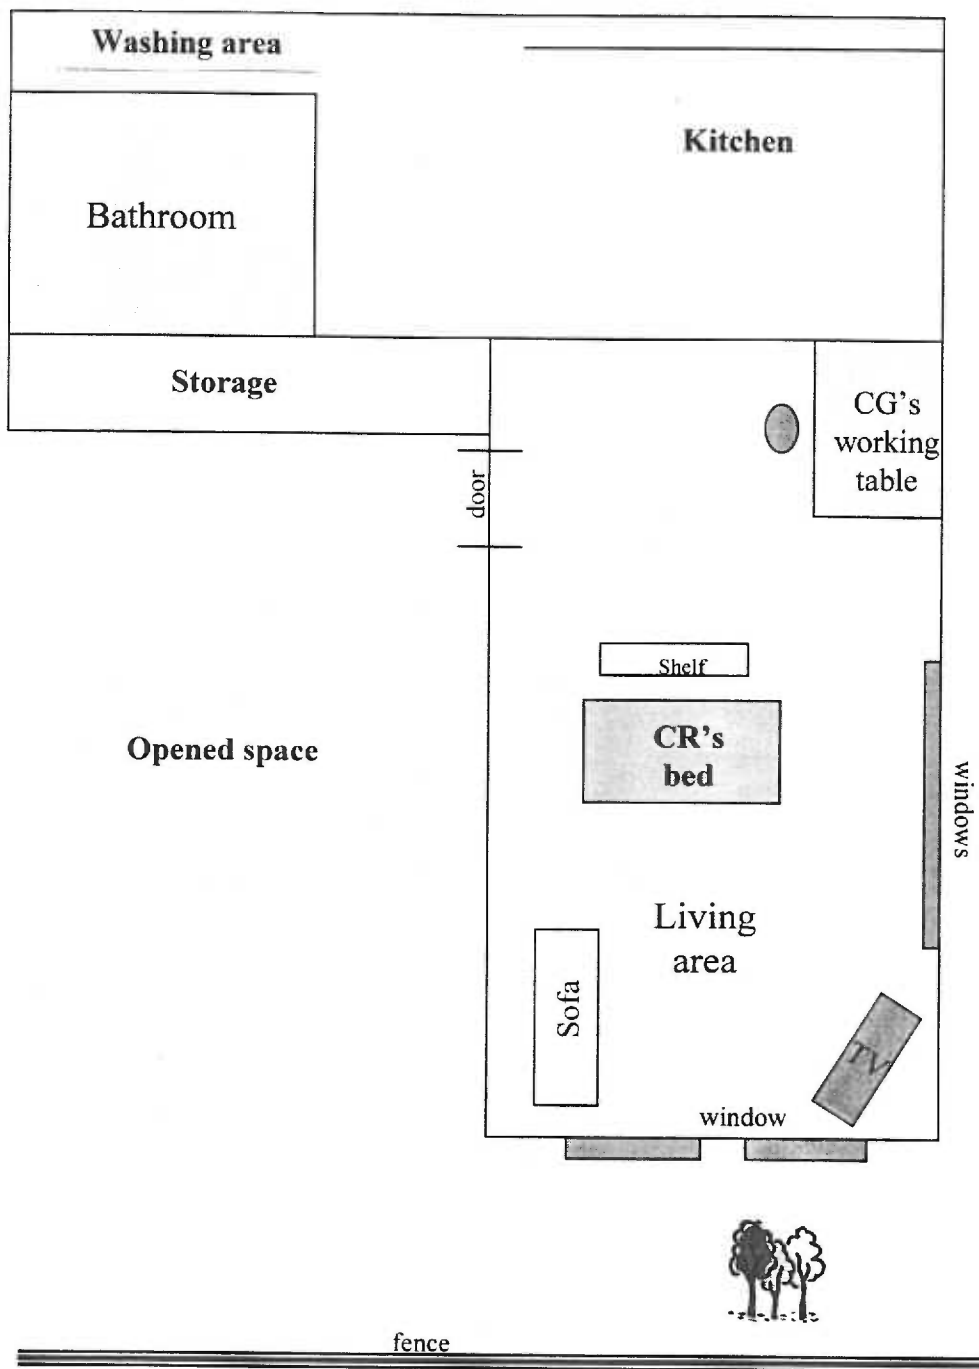 Washing area
Kitchen
Bathroom
Storage
CG's
working
table
door
Shelf
CR's
bed
Opened space
windows
Living
area
Sofa
TV
window
fence